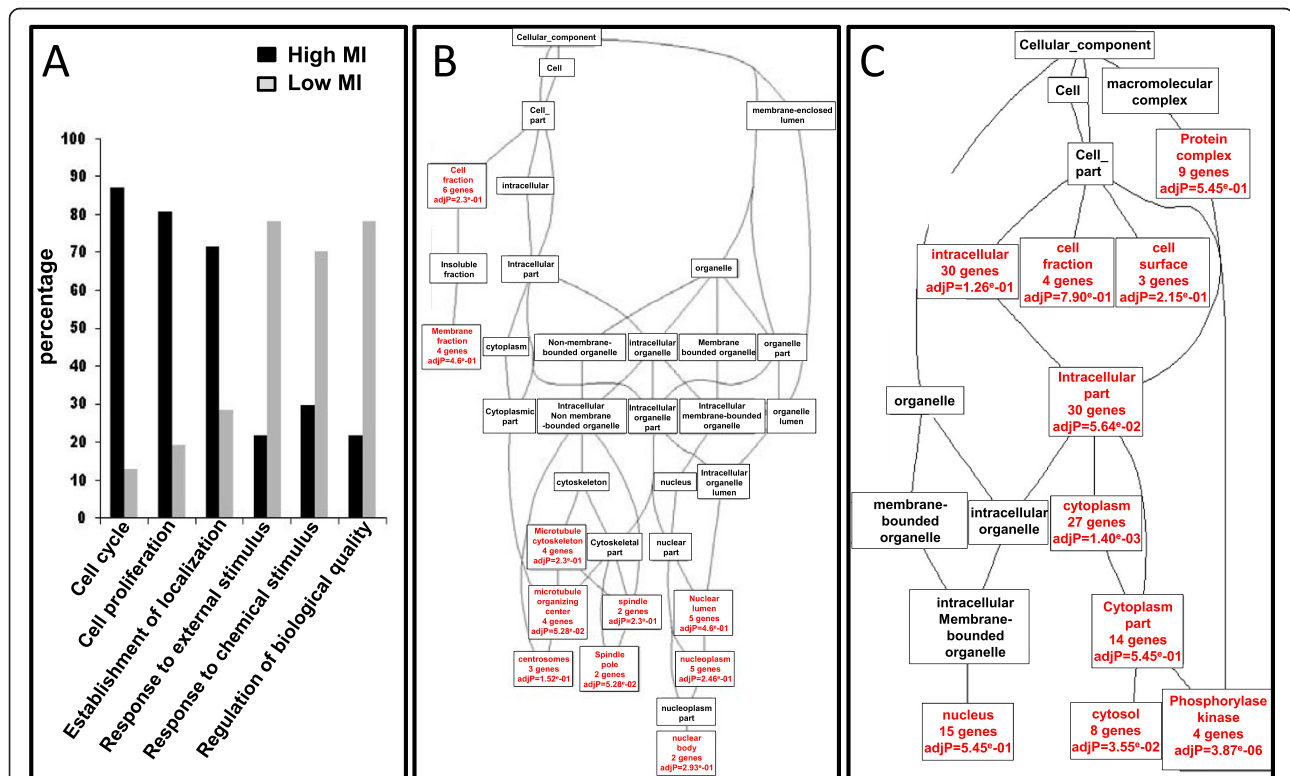 A
High MI
Low MI
percentage
100
90
80
70
60
50
40
30
20
10
0
Cell cycle
Cell proliferation
Establishment of localization
Response to external stimulus
Response to chemical stimulus
Regulation of biological quality
B
Cellular_component
Cell
Cell_
part
membrane-enclosed
lumen
Cell
fraction
6 genes
adjP=2.3e-01
intracellular
Insoluble
fraction
Intracellular
part
organelle
Membrane
fraction
4 genes
adjP=4.6e-01
cytoplasm
Non-membrane-
bounded organelle
intracellular
organelle
Membrane
bounded organelle
organelle
part
Cytoplasmic
part
Intracellular
Non membrane
-bounded organelle
Intracellular
organelle
part
Intracellular
membrane-bounded
organelle
organelle
lumen
cytoskeleton
nucleus
Intracellular
organelle
lumen
Microtubule
cytoskeleton
4 genes
adjP=2.3e-01
Cytoskeletal
part
nuclear
part
microtubule
organizing
center
4 genes
adjP=5.28e-02
spindle
2 genes
adjP=2.3e-01
Nuclear
lumen
5 genes
adjP=4.6e-01
centrosomes
3 genes
adjP=1.52e-01
Spindle
pole
2 genes
adjP=5.28e-02
nucleoplasm
5 genes
adjP=2.46e-01
nucleoplasm
part
nuclear
body
2 genes
adjP=2.93e-01
C
Cellular_component
Cell
macromolecular
complex
Cell_
part
Protein
complex
9 genes
adjP=5.45e-01
intracellular
30 genes
adjP=1.26e-01
cell
fraction
4 genes
adjP=7.90e-01
cell
surface
3 genes
adjP=2.15e-01
organelle
Intracellular
part
30 genes
adjP=5.64e-02
membrane-
bounded
organelle
intracellular
organelle
cytoplasm
27 genes
adjP=1.40e-03
intracellular
Membrane-
bounded
organelle
Cytoplasm
part
14 genes
adjP=5.45e-01
nucleus
15 genes
adjP=5.45e-01
cytosol
8 genes
adjP=3.55e-02
Phosphorylase
kinase
4 genes
adjP=3.87e-06